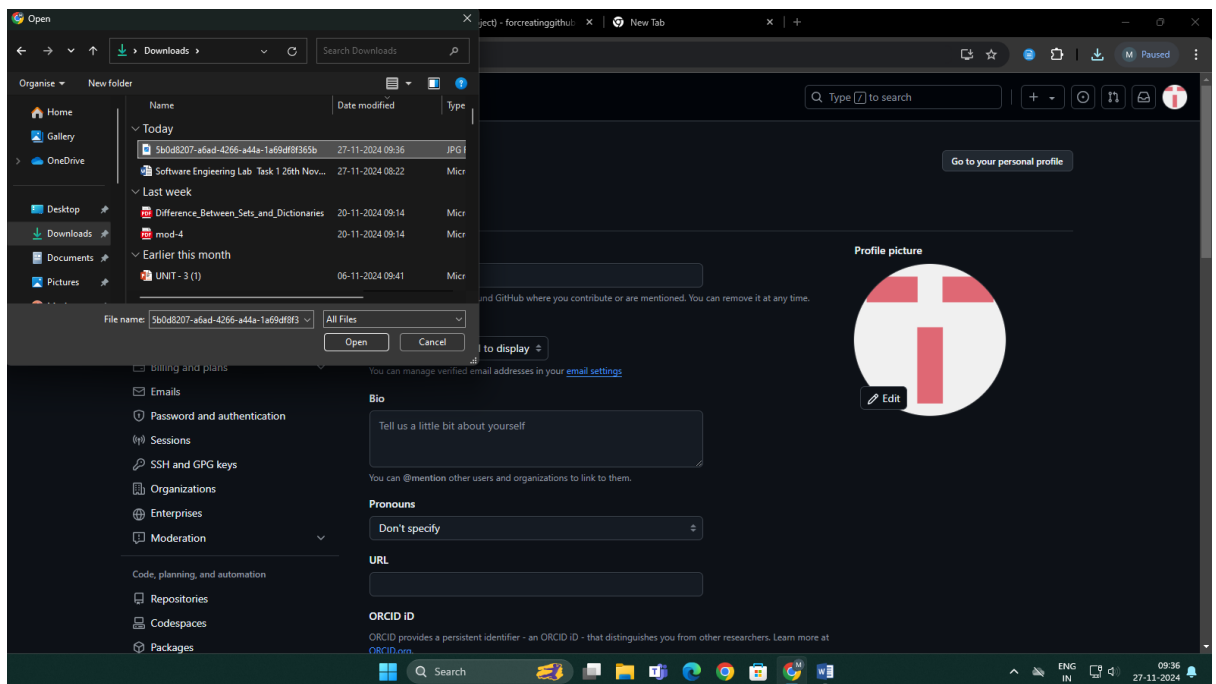 Open
ject) - forcreatinggithub
New Tab
Downloads
Search Downloads
M Paused
Organise
New folder
Type / to search
Home
Gallery
OneDrive
Desktop
Downloads
Documents
Pictures
Name Date modified Type
Today
5b0d8207-a6ad-4266-a44a-1a69df8f365b 27-11-2024 09:36 JPG F
Software Engieering Lab Task 1 26th Nov... 27-11-2024 08:22 Micr
Last week
Difference_Between_Sets_and_Dictionaries 20-11-2024 09:14 Micr
mod-4 20-11-2024 09:14 Micr
Earlier this month
UNIT - 3 (1) 06-11-2024 09:41 Micr
File name: 5b0d8207-a6ad-4266-a44a-1a69df8f3 All Files
Open Cancel
Go to your personal profile
Profile picture
Edit
und GitHub where you contribute or are mentioned. You can remove it at any time.
l to display
You can manage verified email addresses in your email settings
Bio
Tell us a little bit about yourself
You can @mention other users and organizations to link to them.
Pronouns
Don't specify
URL
ORCID iD
ORCID provides a persistent identifier - an ORCID iD - that distinguishes you from other researchers. Learn more at
ORCID.org.
Billing and plans
Emails
Password and authentication
Sessions
SSH and GPG keys
Organizations
Enterprises
Moderation
Code, planning, and automation
Repositories
Codespaces
Packages
Search
ENG
IN
09:36
27-11-2024